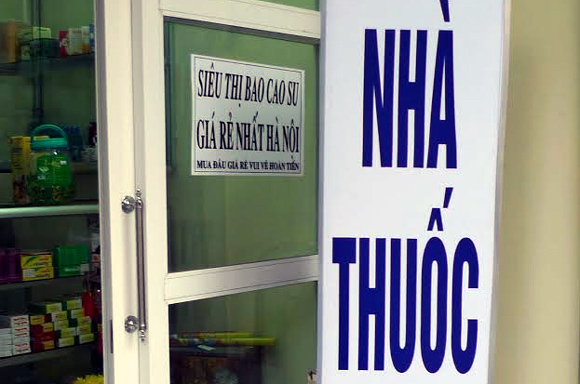 SIÊU THỊ BAO CAO SU
GIÁ RẺ NHẤT HÀ NỘI
MUA ĐÂU GIÁ RẺ VUI VẺ HOÀN TIỀN
NHÀ
THUỐC